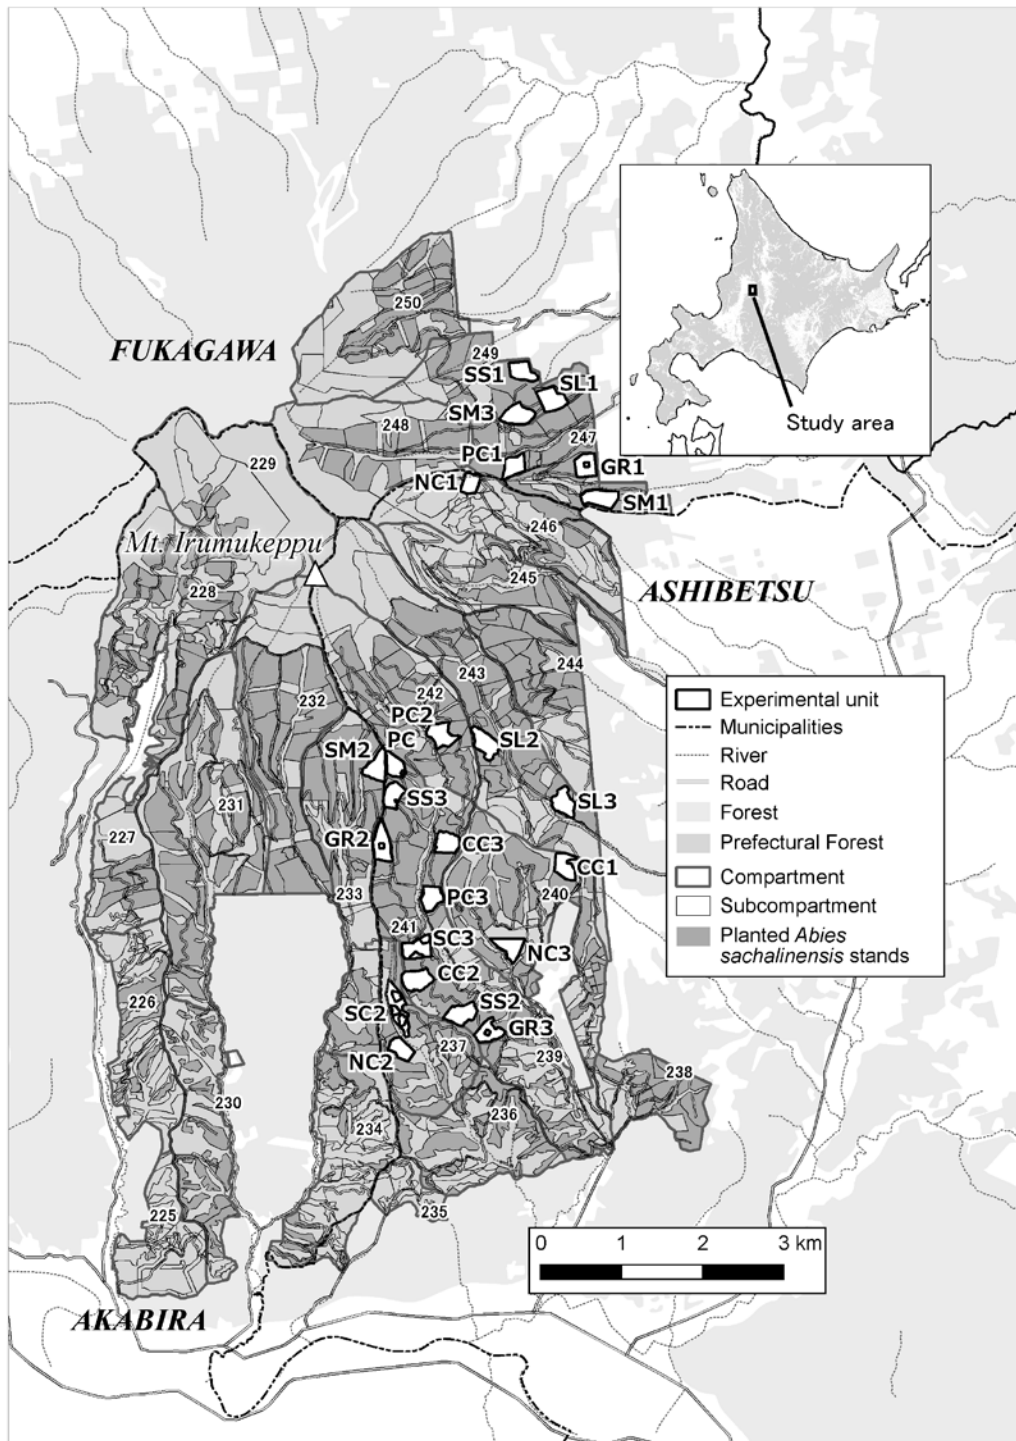 250
FUKAGAWA
249
SS1
SL1
SM3
248
247
Study area
229
PC1
GR1
NC1
SM1
246
Mt. Irumukeppu
245
228
ASHIBETSU
243
244
242
232
PC2
PC
SL2
SM2
SS3
SL3
231
227
GR2
CC3
CC1
233
PC3
240
241
SC3
NC3
CC2
226
SC2
SS2
GR3
NC2
237
239
238
230
236
234
235
225
AKABIRA
Experimental unit
Municipalities
River
Road
Forest
Prefectural Forest
Compartment
Subcompartment
Planted Abies
sachalinensis stands
0 1 2 3 km